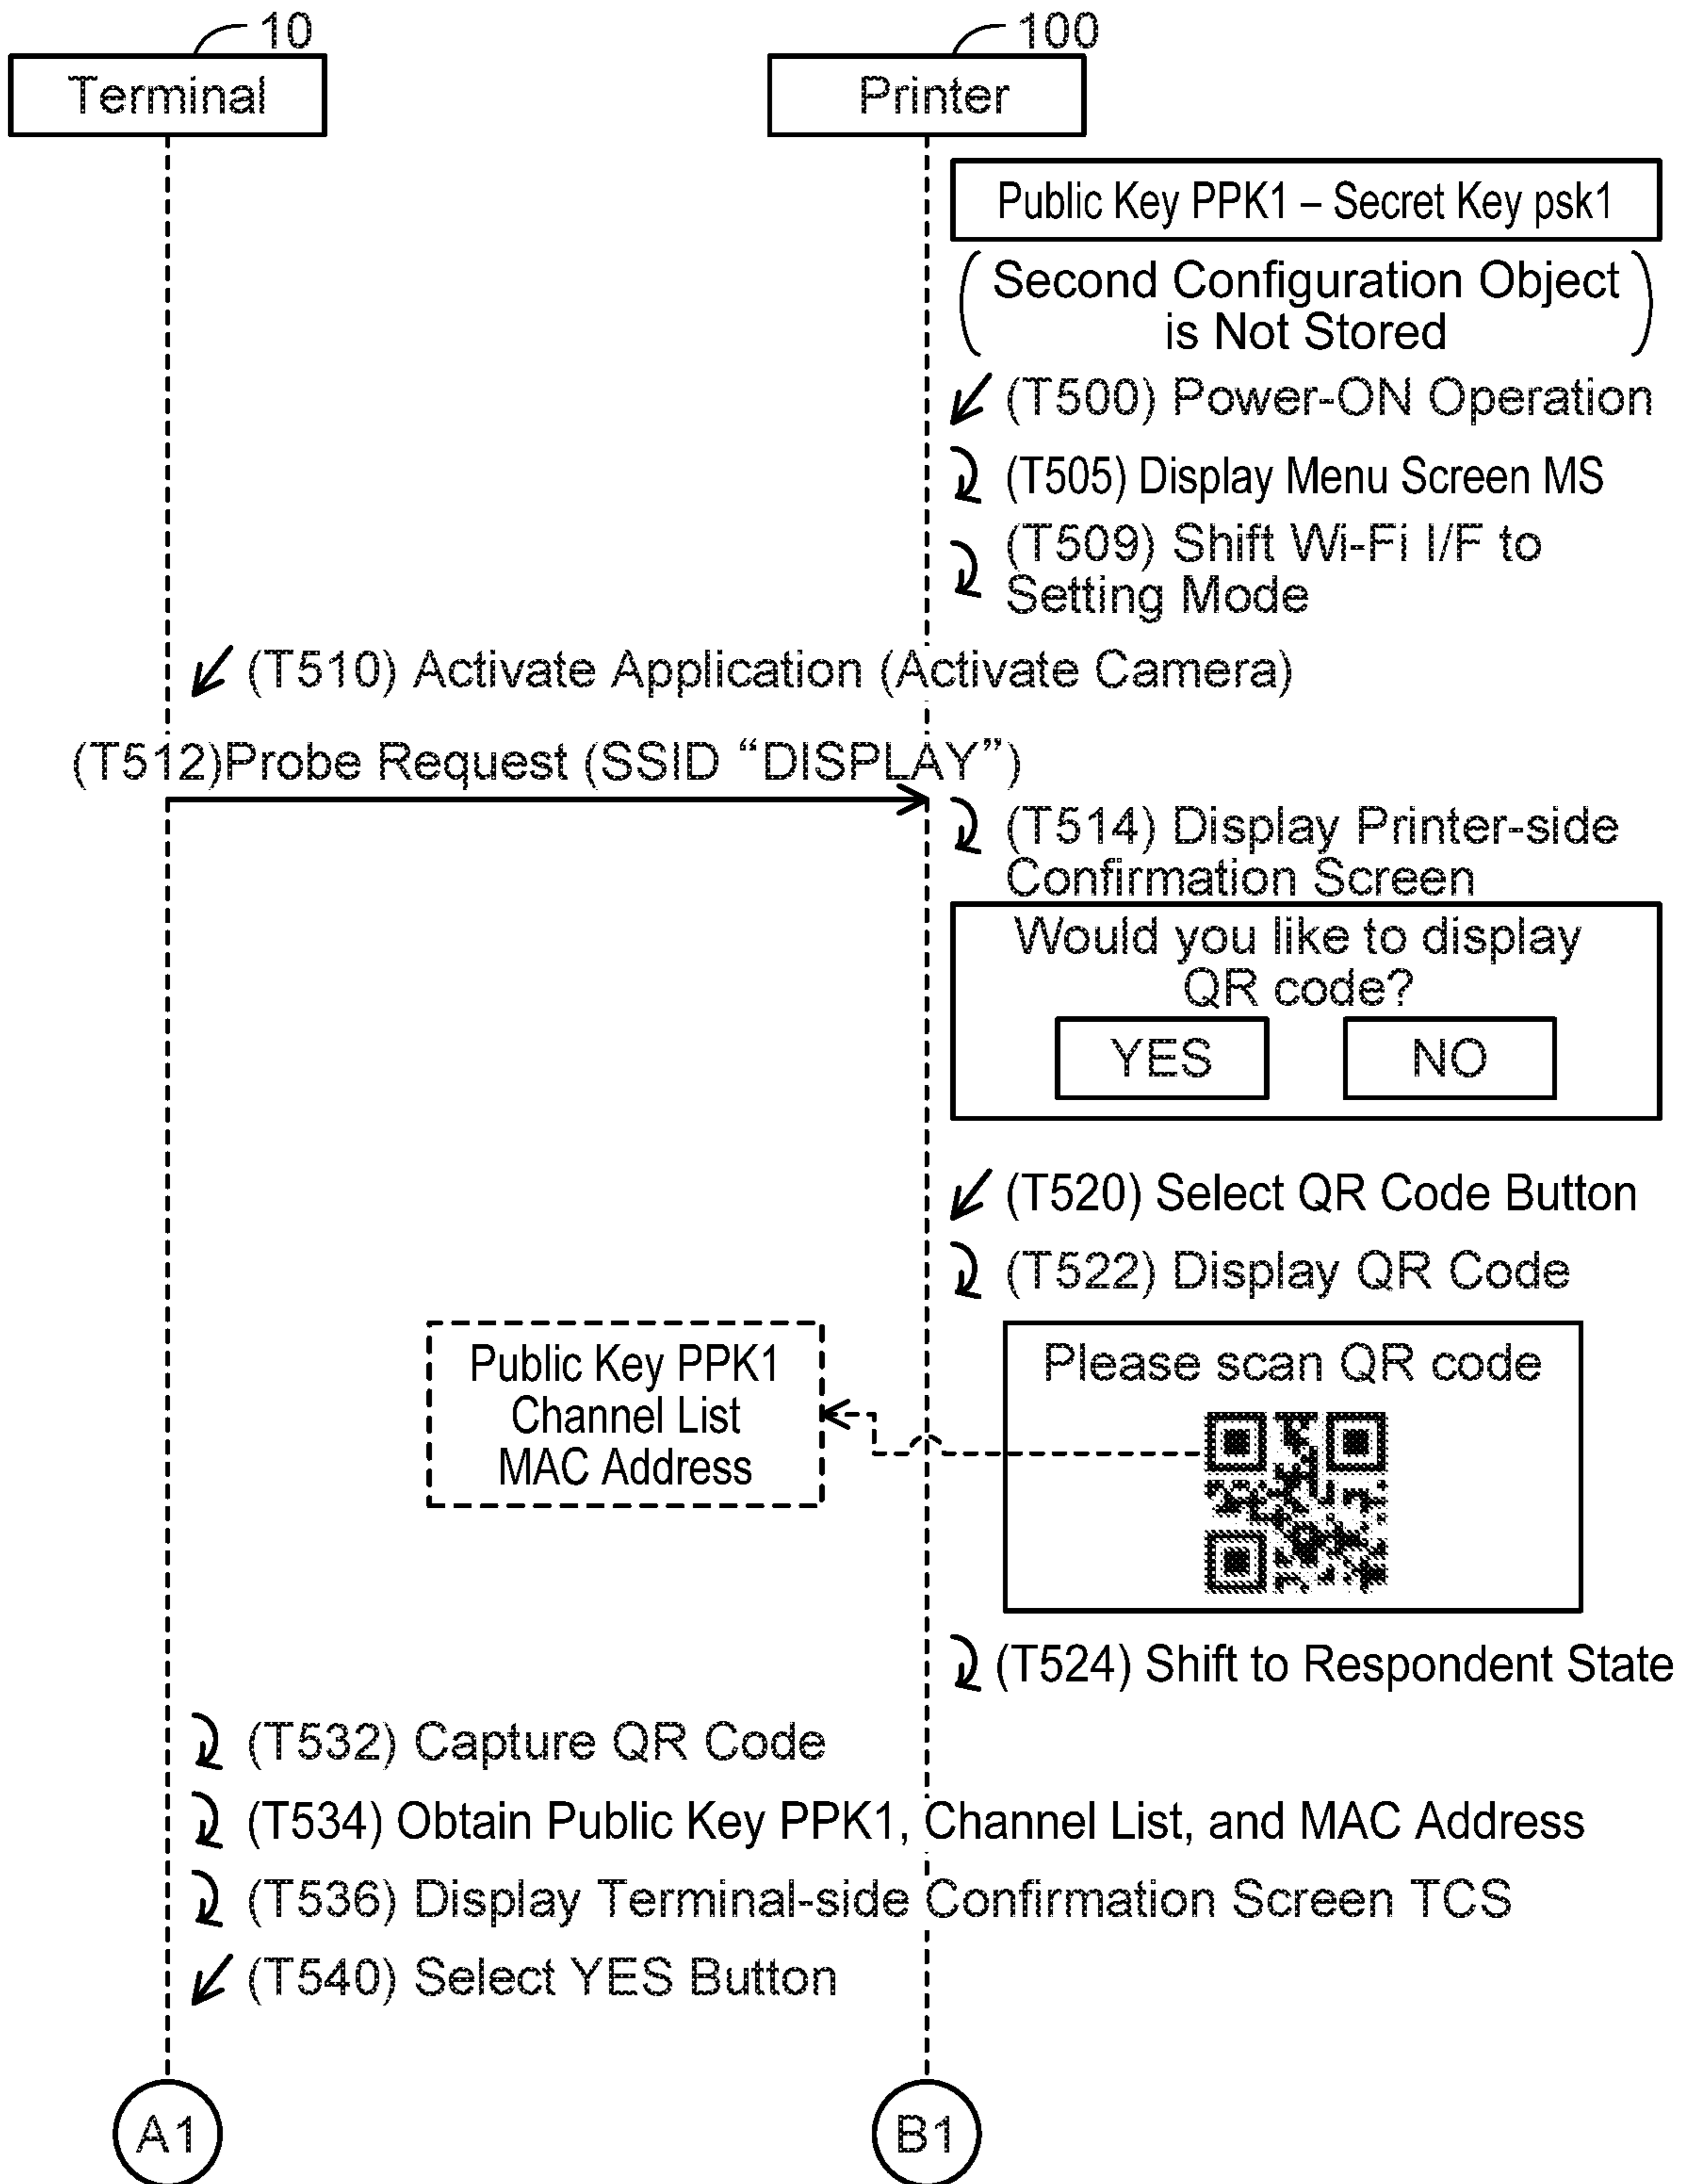 10
100
Terminal
Printer
Public Key PPK1 – Secret Key psk1
Second Configuration Object
is Not Stored
(T500) Power-ON Operation
(T505) Display Menu Screen MS
(T509) Shift Wi-Fi I/F to
Setting Mode
(T510) Activate Application (Activate Camera)
(T512)Probe Request (SSID “DISPLAY”)
(T514) Display Printer-side
Confirmation Screen
Would you like to display
QR code?
YES
NO
(T520) Select QR Code Button
(T522) Display QR Code
Public Key PPK1
Channel List
MAC Address
Please scan QR code
(T524) Shift to Respondent State
(T532) Capture QR Code
(T534) Obtain Public Key PPK1, Channel List, and MAC Address
(T536) Display Terminal-side Confirmation Screen TCS
(T540) Select YES Button
A1
B1